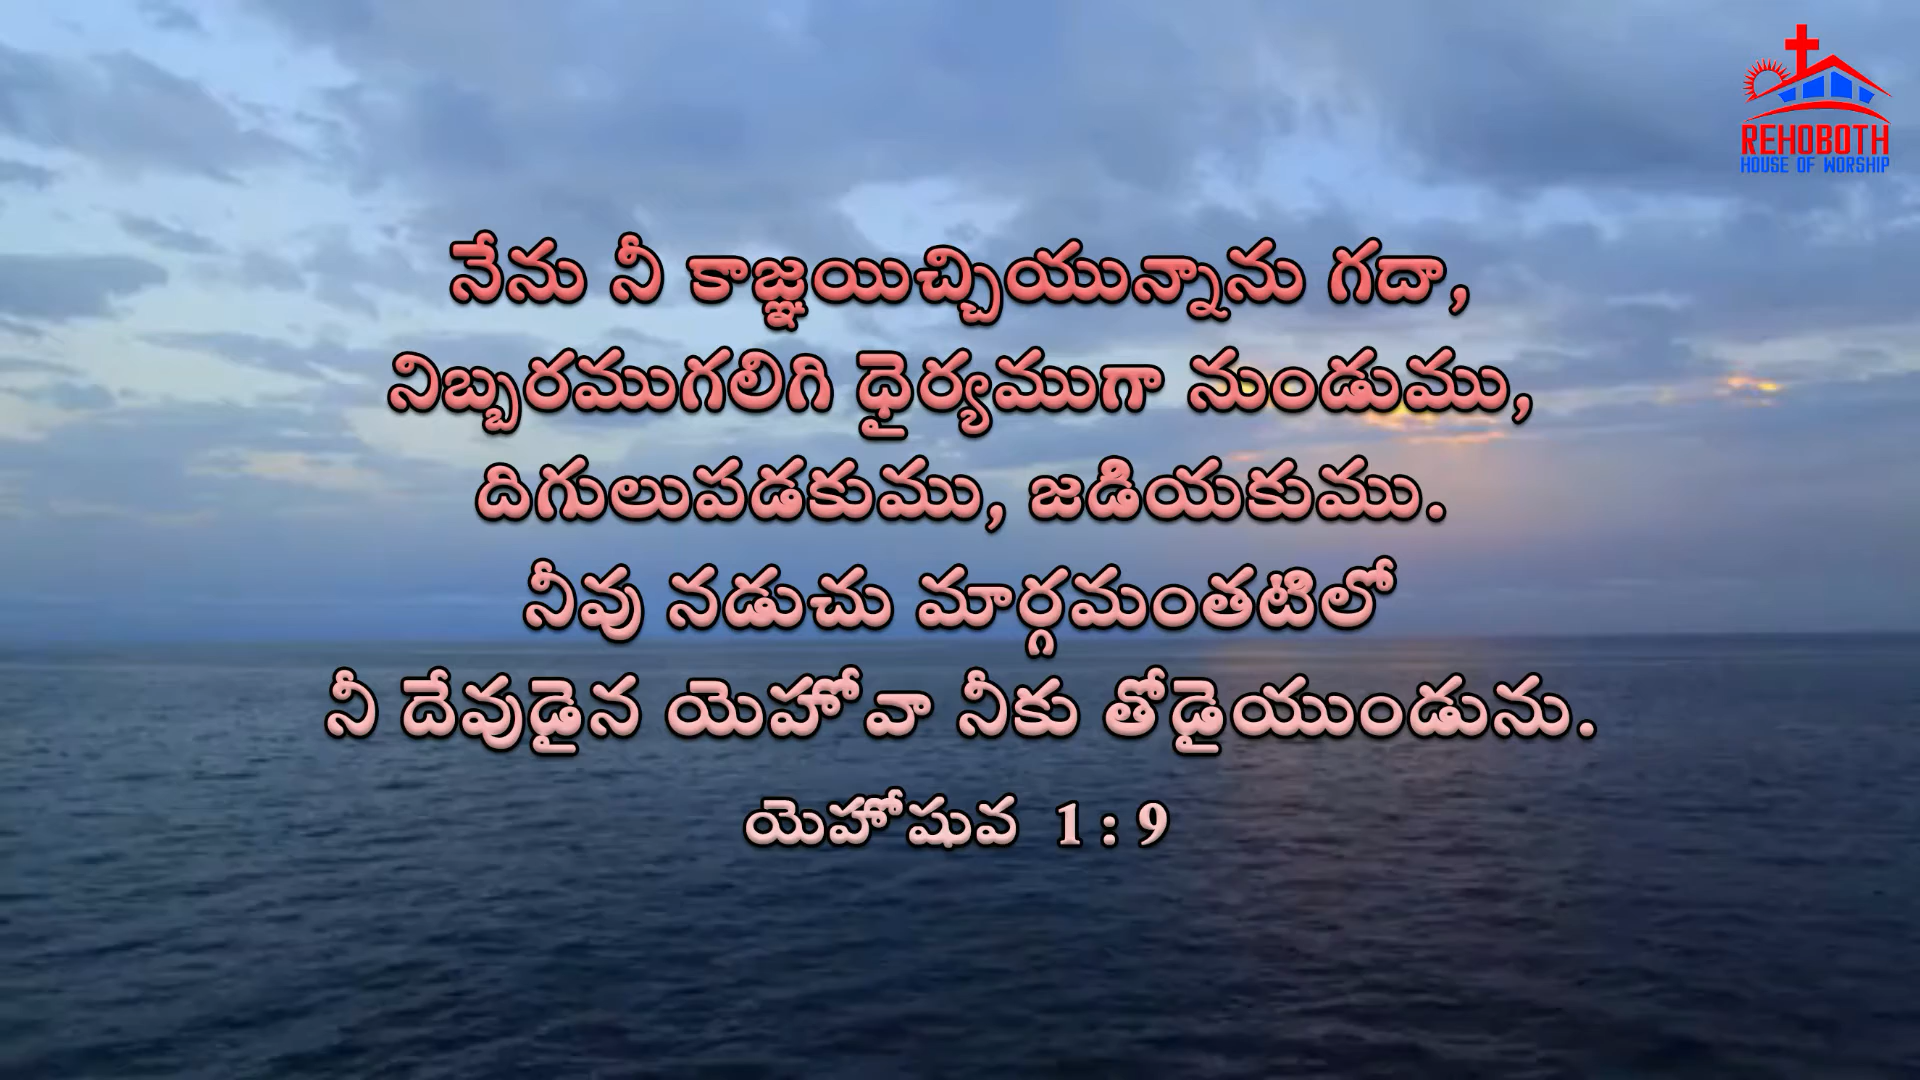 REHOBOTH
HOUSE OF WORSHIP
నేను నీ కాజ్ఞయిచ్చియున్నాను గదా,
నిబ్బరముగలిగి ధైర్యముగా నుండుము,
దిగులుపడకుము, జడియకుము.
నీవు నడుచు మార్గమంతటిలో
నీ దేవుడైన యెహోవా నీకు తోడైయుండును.
యెహోషువ 1 : 9